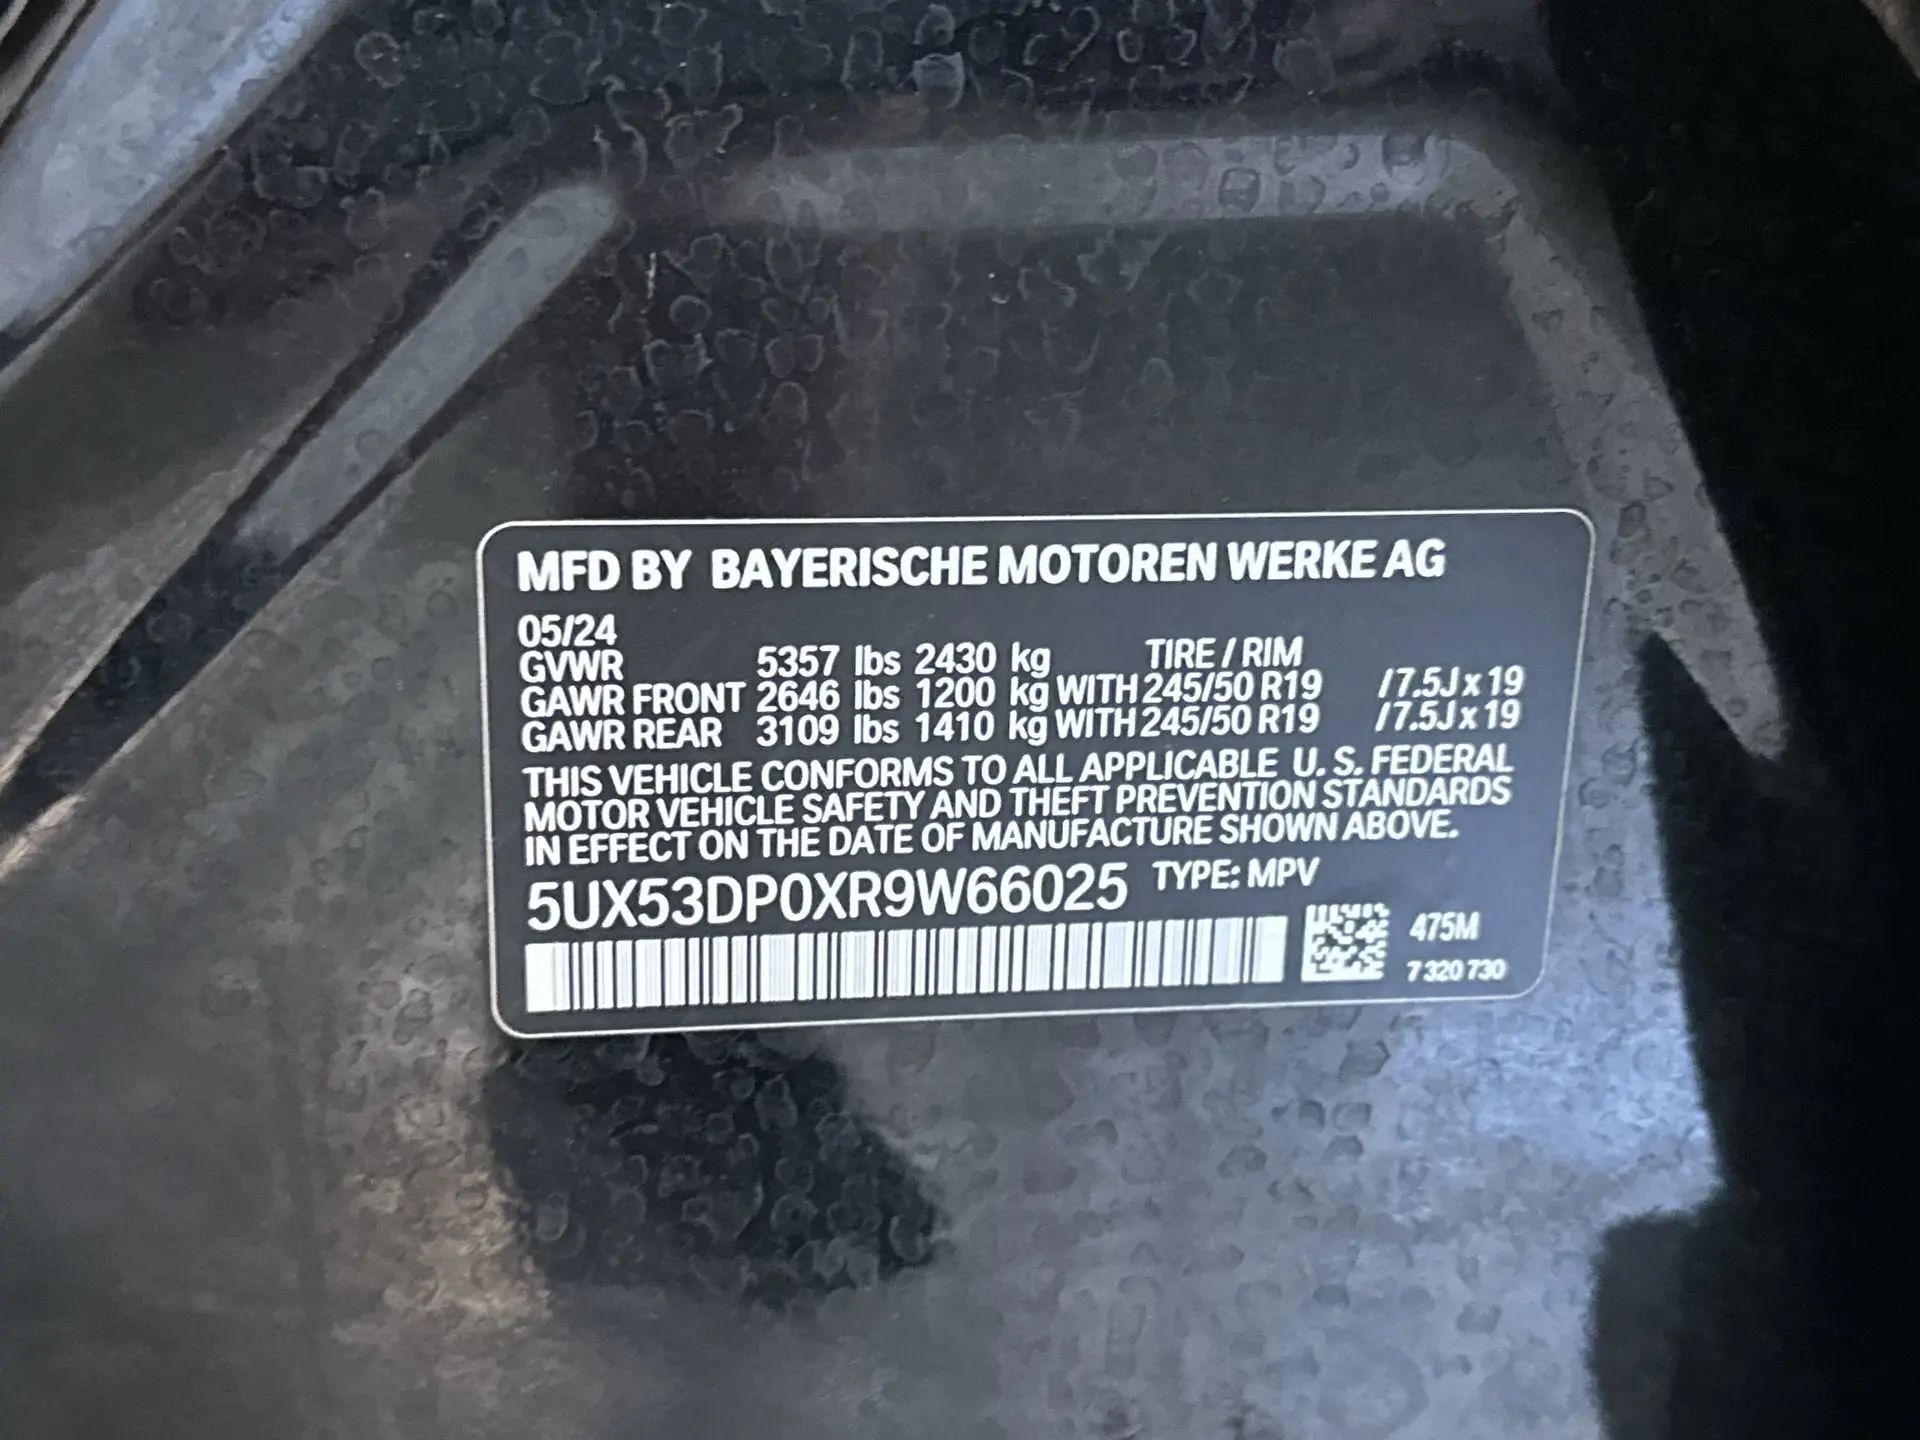 MFD BY BAYERISCHE MOTOREN WERKE AG
05/24
GVWR 5357 lbs 2430 kg TIRE / RIM
GAWR FRONT 2646 lbs 1200 kg WITH 245/50 R19 / 7.5J x 19
GAWR REAR 3109 lbs 1410 kg WITH 245/50 R19 / 7.5J x 19
THIS VEHICLE CONFORMS TO ALL APPLICABLE U. S. FEDERAL
MOTOR VEHICLE SAFETY AND THEFT PREVENTION STANDARDS
IN EFFECT ON THE DATE OF MANUFACTURE SHOWN ABOVE.
5UX53DP0XR9W66025 TYPE: MPV
475M
7 320 730